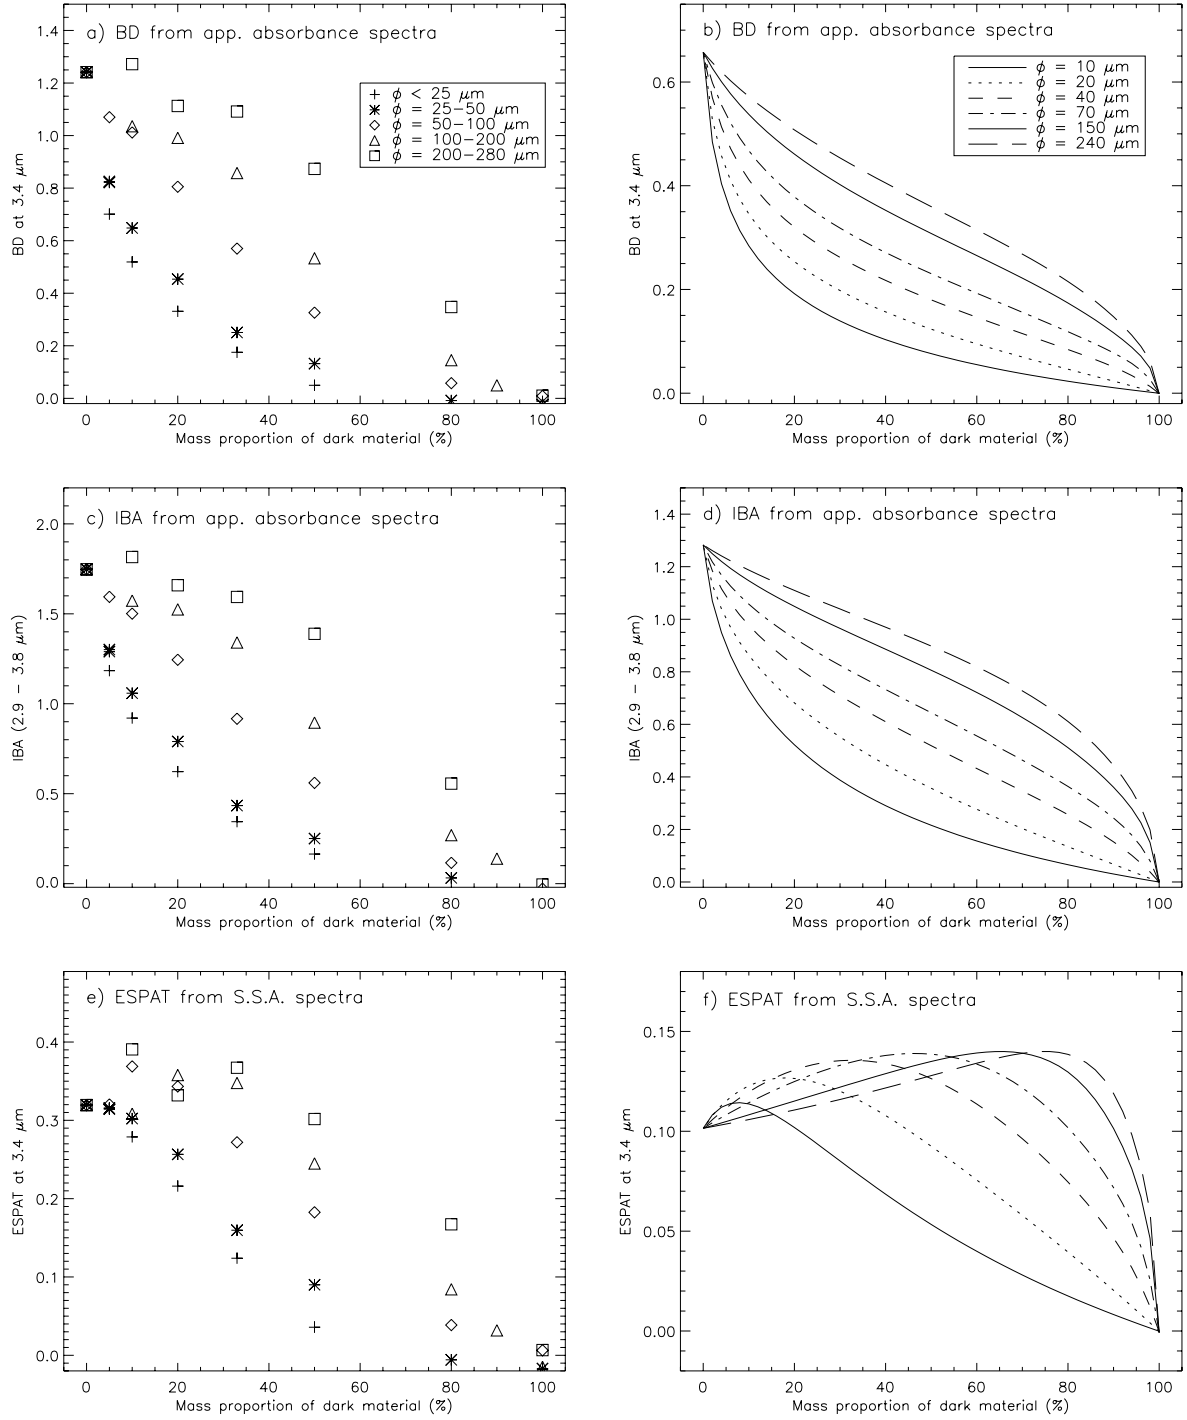 a) BD from app. absorbance spectra
BD at 3.4 μm
1.4
1.2
1.0
0.8
0.6
0.4
0.2
0.0
ϕ < 25 μm
ϕ = 25−50 μm
ϕ = 50−100 μm
ϕ = 100−200 μm
ϕ = 200−280 μm
0 20 40 60 80 100
Mass proportion of dark material (%)
b) BD from app. absorbance spectra
BD at 3.4 μm
0.6
0.4
0.2
0.0
ϕ = 10 μm
ϕ = 20 μm
ϕ = 40 μm
ϕ = 70 μm
ϕ = 150 μm
ϕ = 240 μm
0 20 40 60 80 100
Mass proportion of dark material (%)
c) IBA from app. absorbance spectra
IBA (2.9 − 3.8 μm)
2.0
1.5
1.0
0.5
0.0
0 20 40 60 80 100
Mass proportion of dark material (%)
d) IBA from app. absorbance spectra
IBA (2.9 − 3.8 μm)
1.4
1.2
1.0
0.8
0.6
0.4
0.2
0.0
0 20 40 60 80 100
Mass proportion of dark material (%)
e) ESPAT from S.S.A. spectra
ESPAT at 3.4 μm
0.4
0.3
0.2
0.1
0.0
0 20 40 60 80 100
Mass proportion of dark material (%)
f) ESPAT from S.S.A. spectra
ESPAT at 3.4 μm
0.15
0.10
0.05
0.00
0 20 40 60 80 100
Mass proportion of dark material (%)